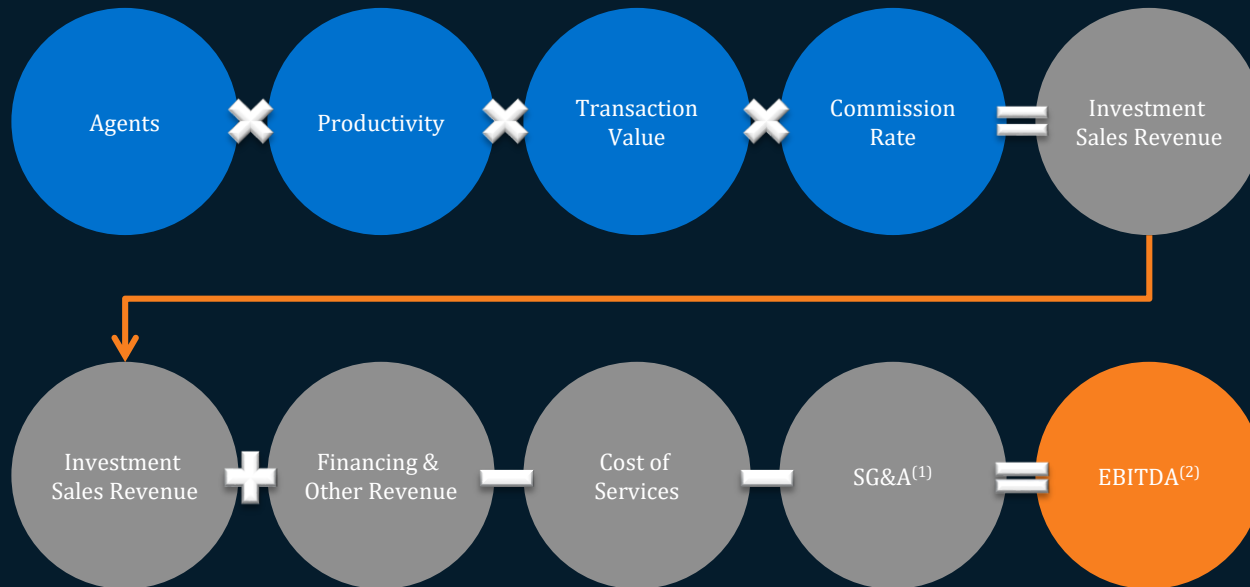 Agents
Productivity
Transaction
Value
Commission
Rate
Investment
Sales Revenue
Investment
Sales Revenue
Financing &
Other Revenue
Cost of
Services
SG&A(1)
EBITDA(2)